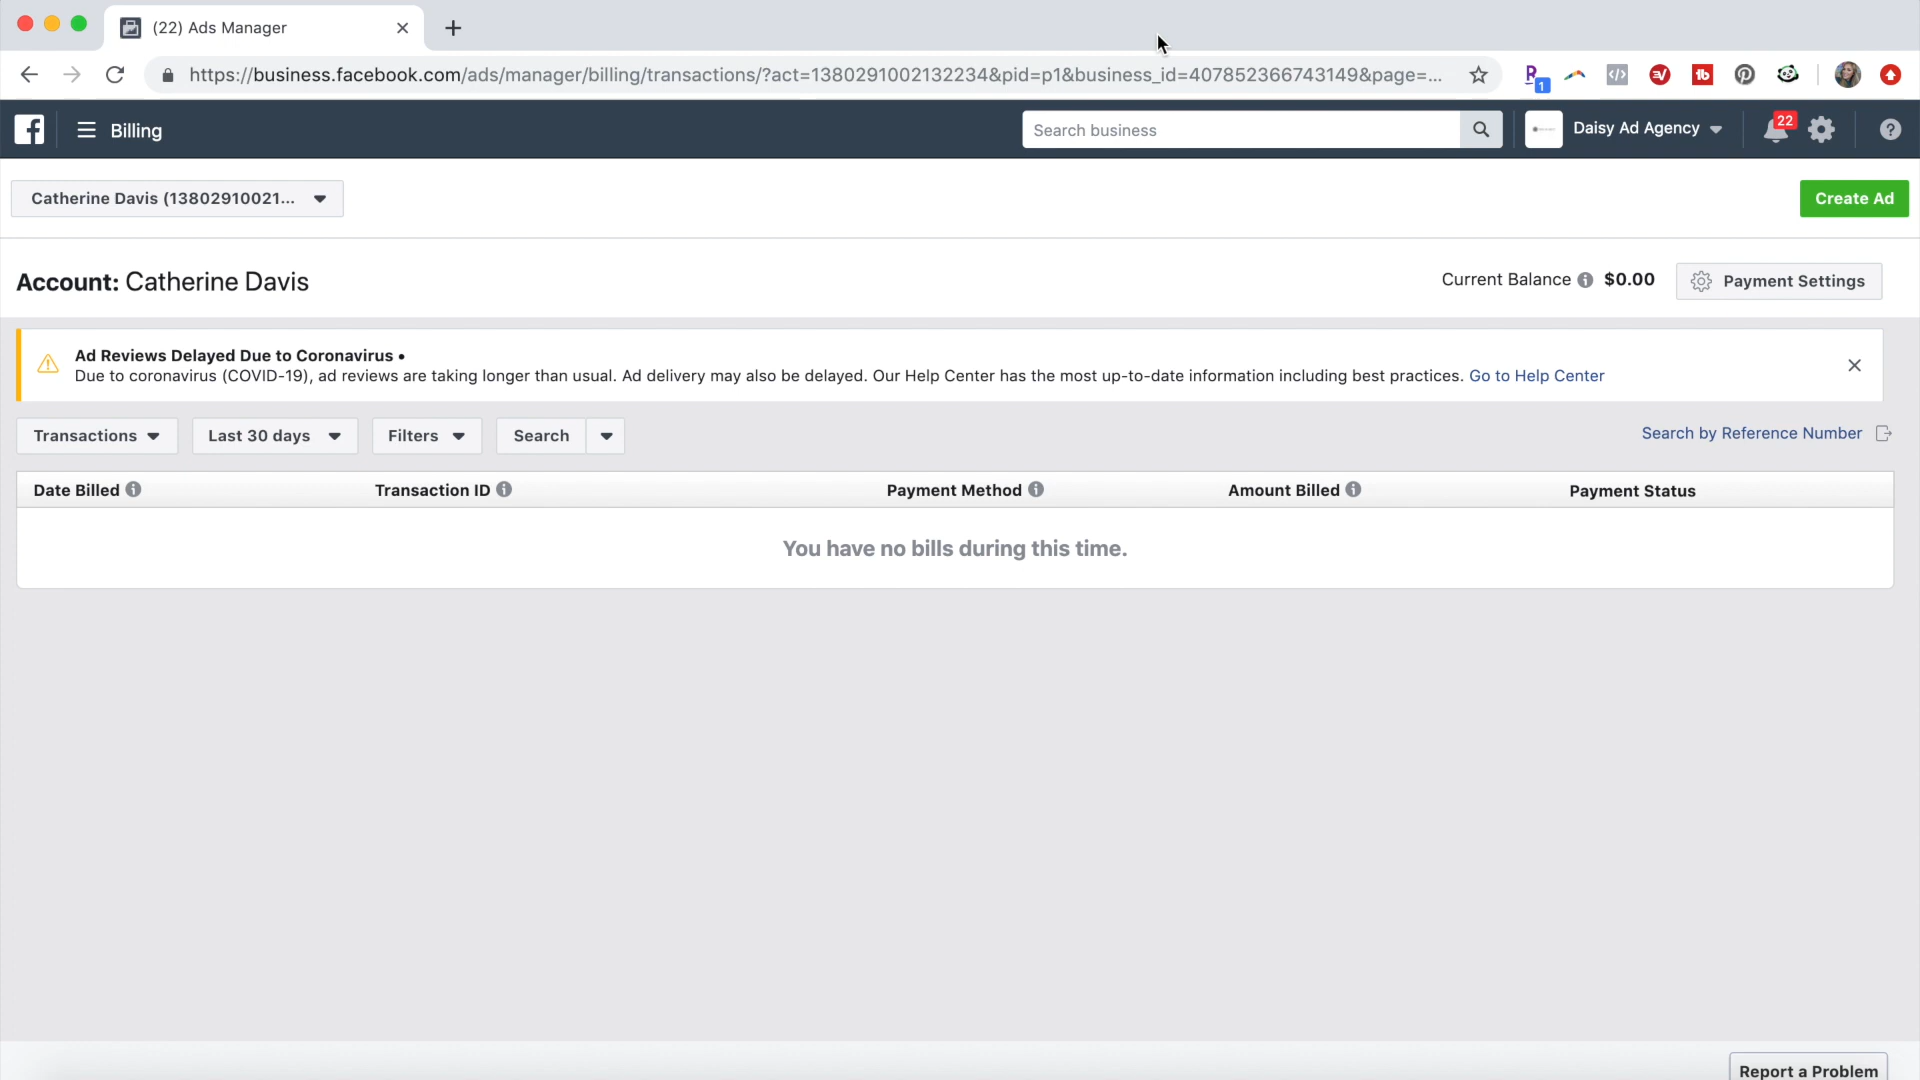 (22) Ads Manager
https://business.facebook.com/ads/manager/billing/transactions/?act=1380291002132234&pid=p1&business_id=407852366743149&page=...
1
Billing
Search business
Daisy Ad Agency
22
Catherine Davis (13802910021...
Create Ad
Account: Catherine Davis
Current Balance $0.00
Payment Settings
Ad Reviews Delayed Due to Coronavirus •
Due to coronavirus (COVID-19), ad reviews are taking longer than usual. Ad delivery may also be delayed. Our Help Center has the most up-to-date information including best practices. Go to Help Center
Transactions
Last 30 days
Filters
Search
Search by Reference Number
Date Billed
Transaction ID
Payment Method
Amount Billed
Payment Status
You have no bills during this time.
Report a Problem